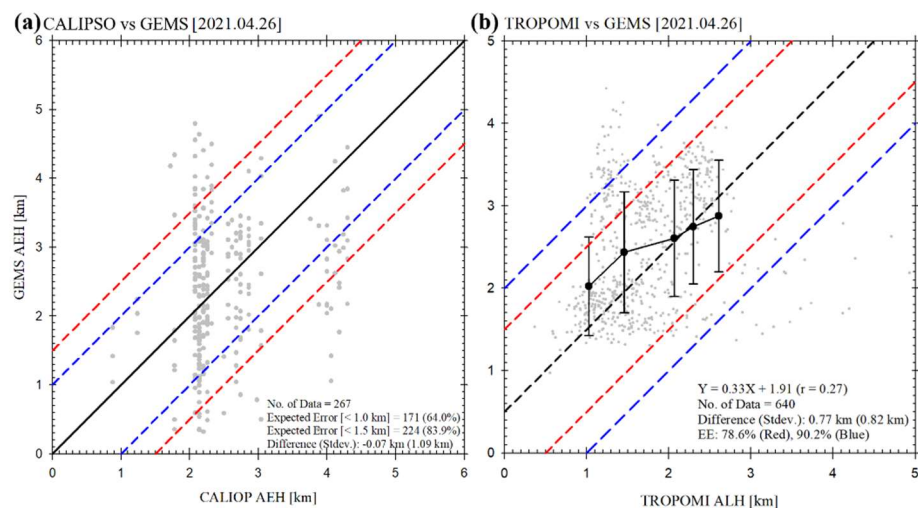 (a) CALIPSO vs GEMS [2021.04.26]
6
5
4
3
2
1
0
GEMS AEH [km]
No. of Data = 267
Expected Error [< 1.0 km] = 171 (64.0%)
Expected Error [< 1.5 km] = 224 (83.9%)
Difference (Stdev.): -0.07 km (1.09 km)
0 1 2 3 4 5 6
CALIOP AEH [km]
(b) TROPOMI vs GEMS [2021.04.26]
5
4
3
2
1
0
Y = 0.33X + 1.91 (r = 0.27)
No. of Data = 640
Difference (Stdev.): 0.77 km (0.82 km)
EE: 78.6% (Red), 90.2% (Blue)
0 1 2 3 4 5
TROPOMI ALH [km]